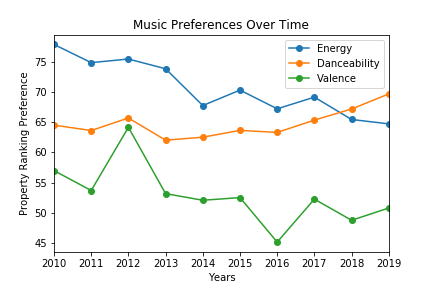 Music Preferences Over Time
Energy
Danceability
Valence
Property Ranking Preference
75
70
65
60
55
50
45
2010 2011 2012 2013 2014 2015 2016 2017 2018 2019
Years